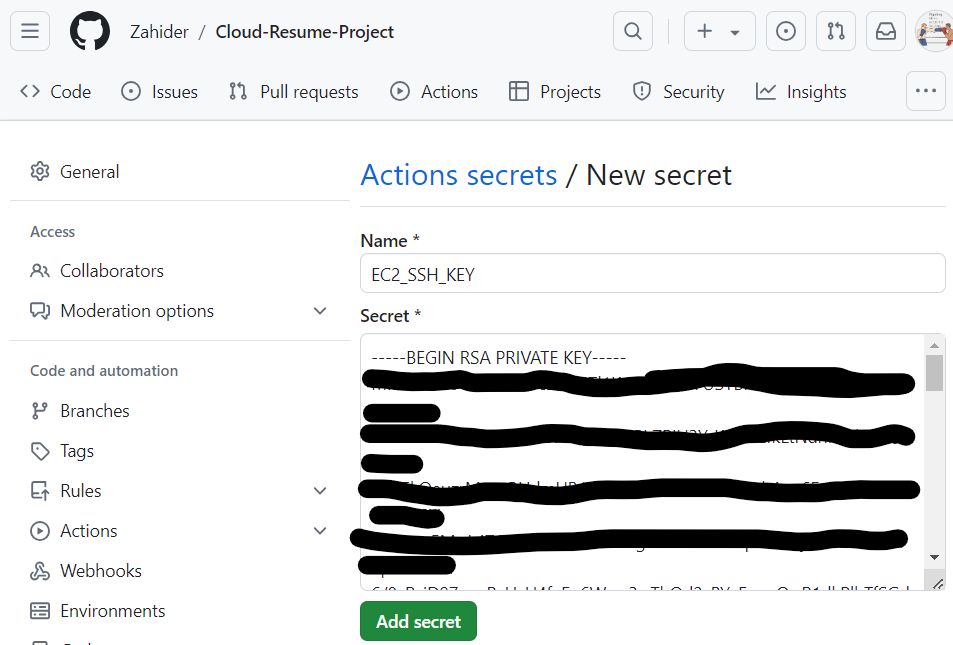 Zahider / Cloud-Resume-Project
Code
Issues
Pull requests
Actions
Projects
Security
Insights
General
Access
Collaborators
Moderation options
Code and automation
Branches
Tags
Rules
Actions
Webhooks
Environments
Actions secrets / New secret
Name *
EC2_SSH_KEY
Secret *
-----BEGIN RSA PRIVATE KEY-----
Add secret